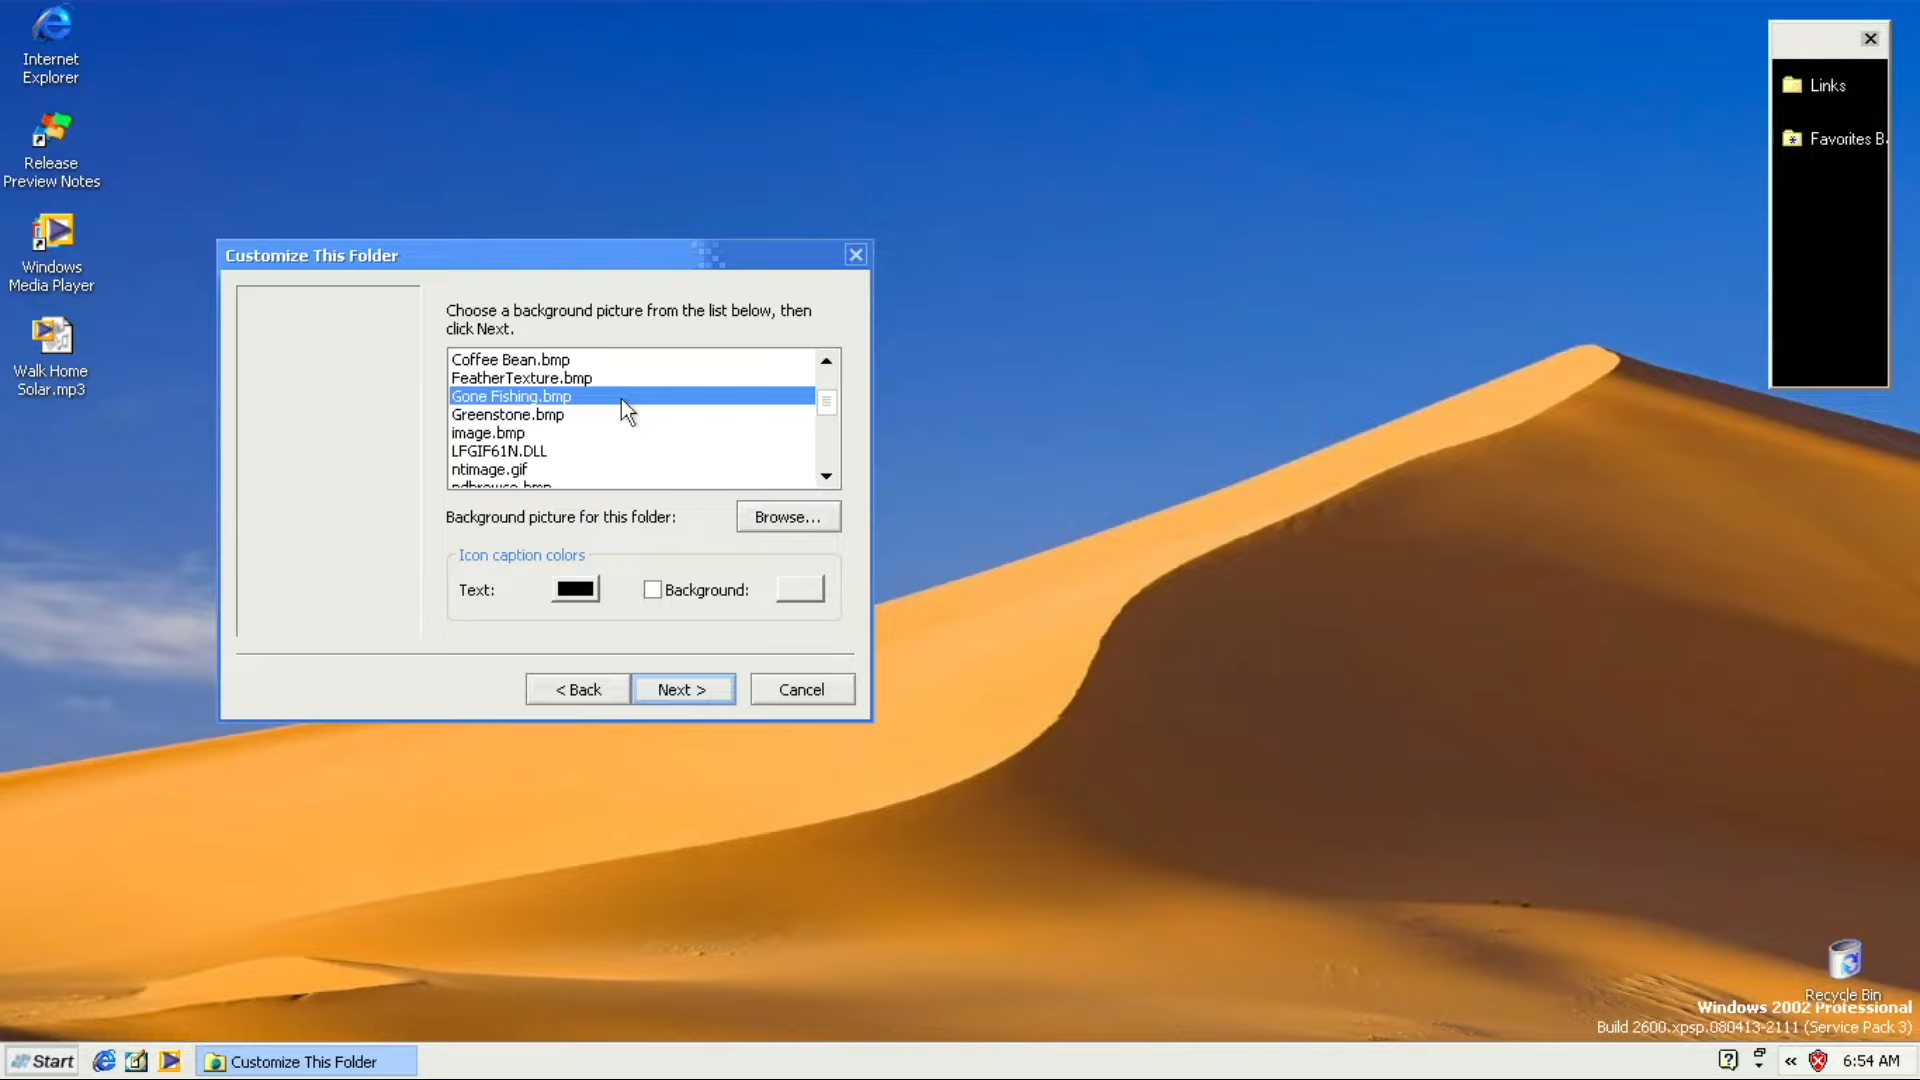 Internet
Explorer
Release
Preview Notes
Windows
Media Player
Walk Home
Solar.mp3
Links
Favorites B
Customize This Folder
Choose a background picture from the list below, then
click Next.
Coffee Bean.bmp
FeatherTexture.bmp
Gone Fishing.bmp
Greenstone.bmp
image.bmp
LFGIF61N.DLL
ntimage.gif
Background picture for this folder:
Browse...
Icon caption colors
Text:
Background:
< Back
Next >
Cancel
Recycle Bin
Windows 2002 Professional
Build 2600.xpsp.080413-2111 (Service Pack 3)
Start
Customize This Folder
6:54 AM